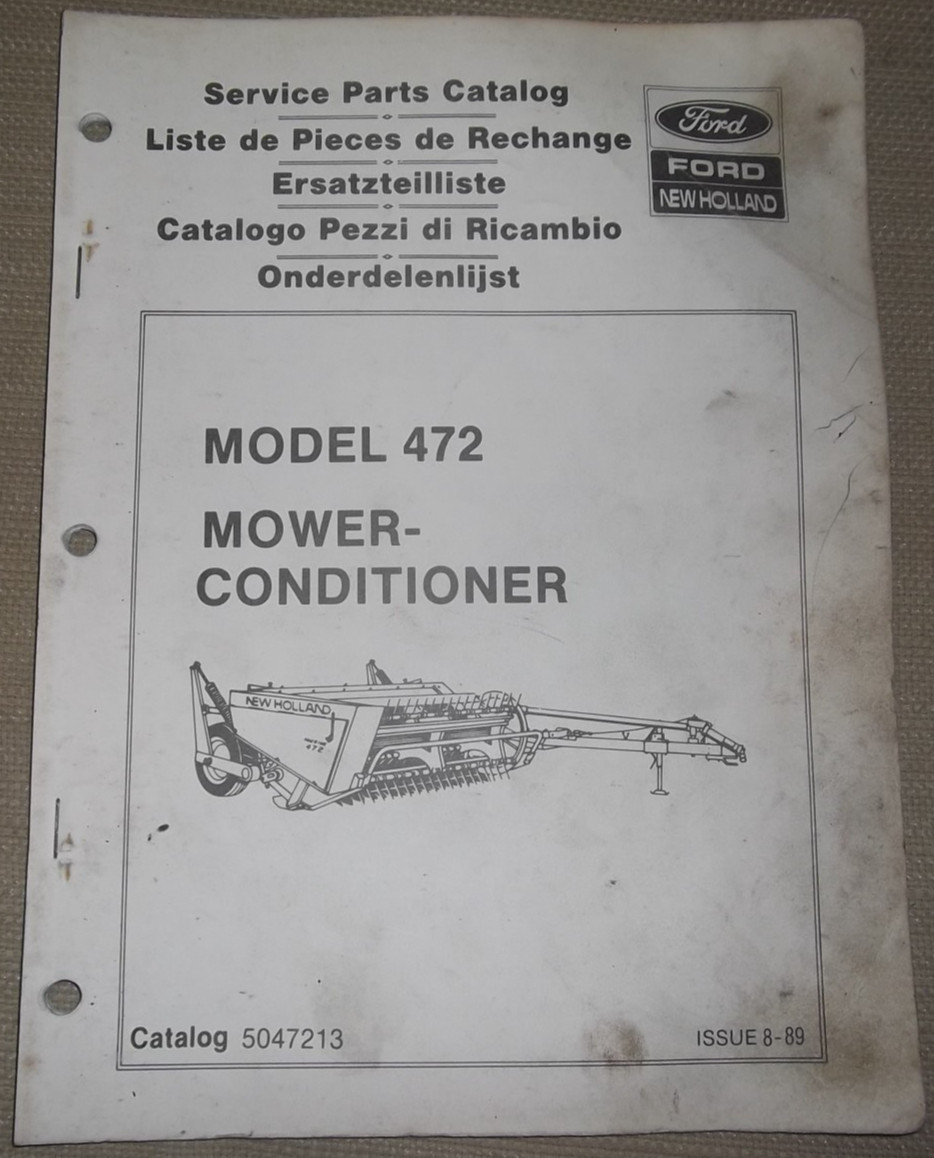 Service Parts Catalog
Liste de Pieces de Rechange
Ersatzteilliste
Catalogo Pezzi di Ricambio
Onderdelenlijst
Ford
FORD
NEW HOLLAND
MODEL 472
MOWER-
CONDITIONER
NEW HOLLAND
472
Catalog 5047213
ISSUE 8-89